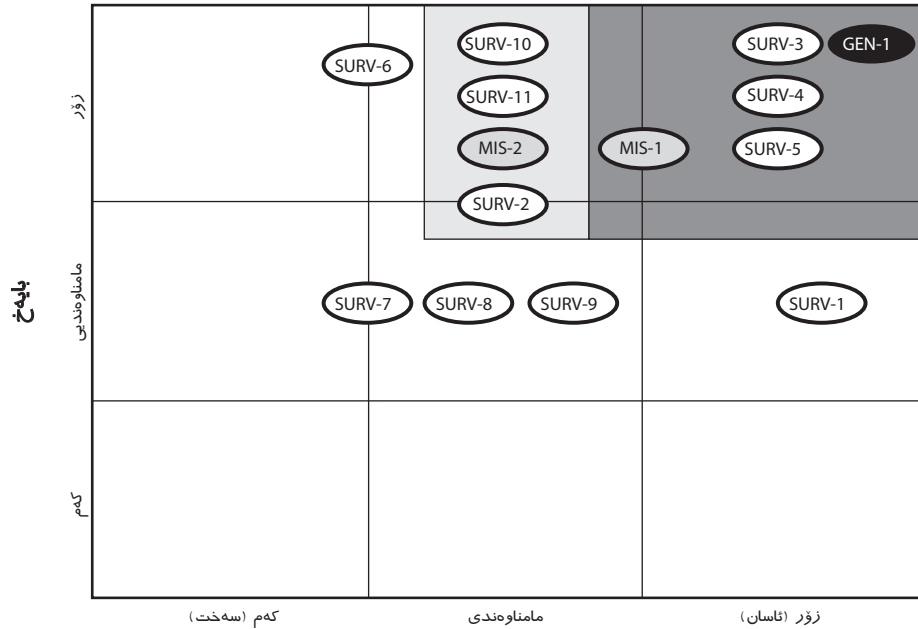 SURV-10
SURV-3
GEN-1
SURV-6
SURV-11
SURV-4
MIS-2
MIS-1
SURV-5
SURV-2
SURV-7
SURV-8
SURV-9
SURV-1
زۆر
مامناوەندیی
کەم
بایەخ
کەم (سەخت)
مامناوەندی
زۆر (ئاسان)